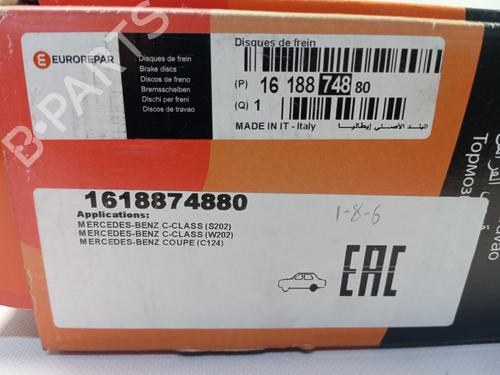 EUROREPAR
Disques de frein
Brake discs
Discos de freno
Bremsscheiben
Dischi per freni
Discos de travao
Disques de frein
(P) 16 188 748 80
(Q) 1
MADE IN IT - Italy
البلد الأصلي إيطاليا
1618874880
Applications:
MERCEDES-BENZ C-CLASS (S202)
MERCEDES-BENZ C-CLASS (W202)
MERCEDES-BENZ COUPE (C124)
1-8-6
EAC
B-PARTS